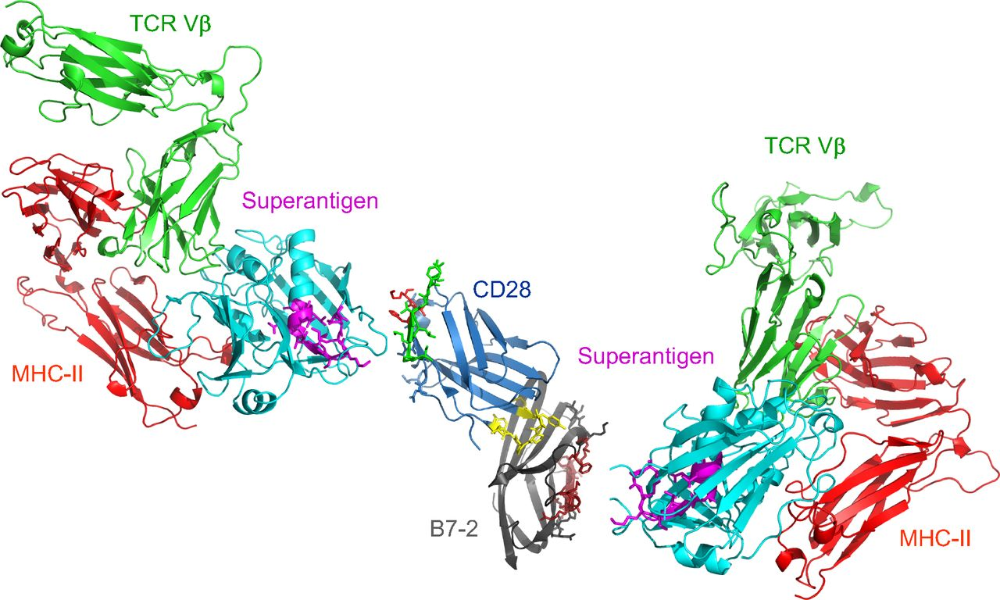 TCR Vβ
TCR Vβ
Superantigen
CD28
Superantigen
MHC-II
B7-2
MHC-II